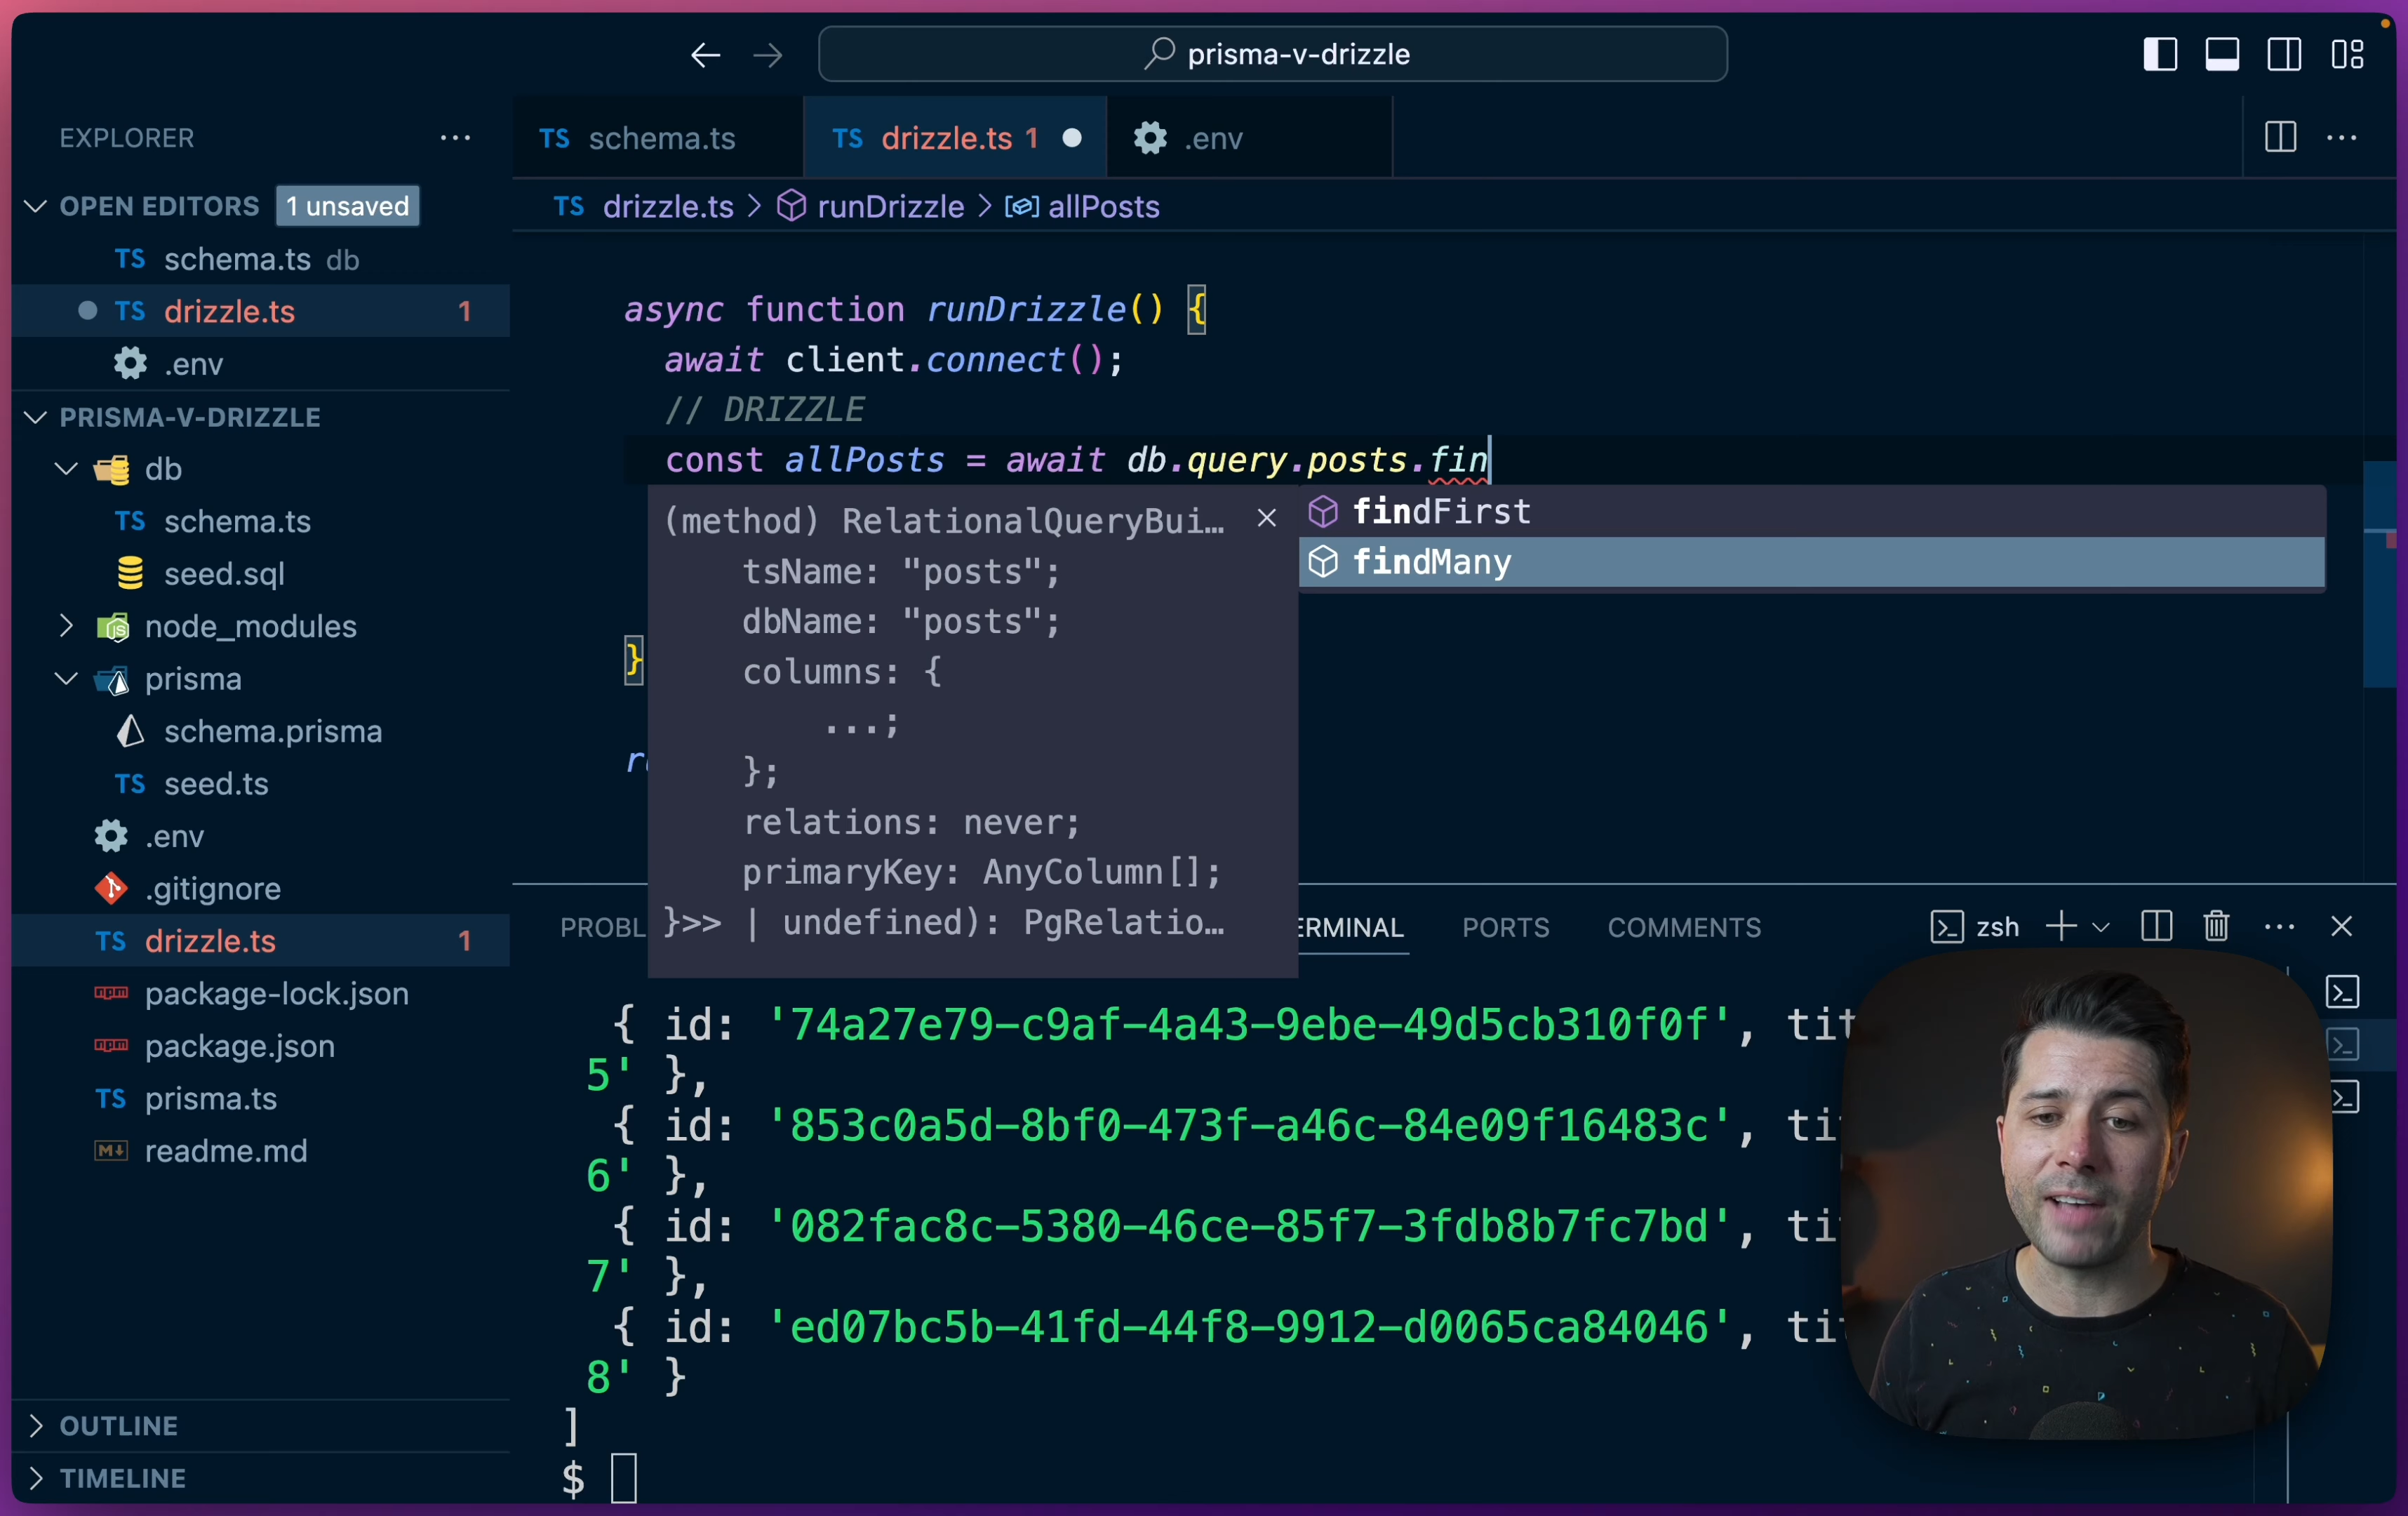 prisma-v-drizzle
EXPLORER
OPEN EDITORS 1 unsaved
TS schema.ts db
TS drizzle.ts 1
.env
PRISMA-V-DRIZZLE
db
TS schema.ts
seed.sql
node_modules
prisma
schema.prisma
TS seed.ts
.env
.gitignore
TS drizzle.ts 1
package-lock.json
package.json
TS prisma.ts
readme.md
OUTLINE
TIMELINE
TS schema.ts
TS drizzle.ts 1
.env
TS drizzle.ts > runDrizzle > allPosts
async function runDrizzle() {
await client.connect();
// DRIZZLE
const allPosts = await db.query.posts.fin
}
r
(method) RelationalQueryBui...
tsName: "posts";
dbName: "posts";
columns: {
...;
};
relations: never;
primaryKey: AnyColumn[];
}>> | undefined): PgRelatio...
findFirst
findMany
PROBL
ERMINAL
PORTS
COMMENTS
zsh
{ id: '74a27e79-c9af-4a43-9ebe-49d5cb310f0f', tit
5' },
{ id: '853c0a5d-8bf0-473f-a46c-84e09f16483c', ti
6' },
{ id: '082fac8c-5380-46ce-85f7-3fdb8b7fc7bd', ti
7' },
{ id: 'ed07bc5b-41fd-44f8-9912-d0065ca84046', ti
8' }
]
$